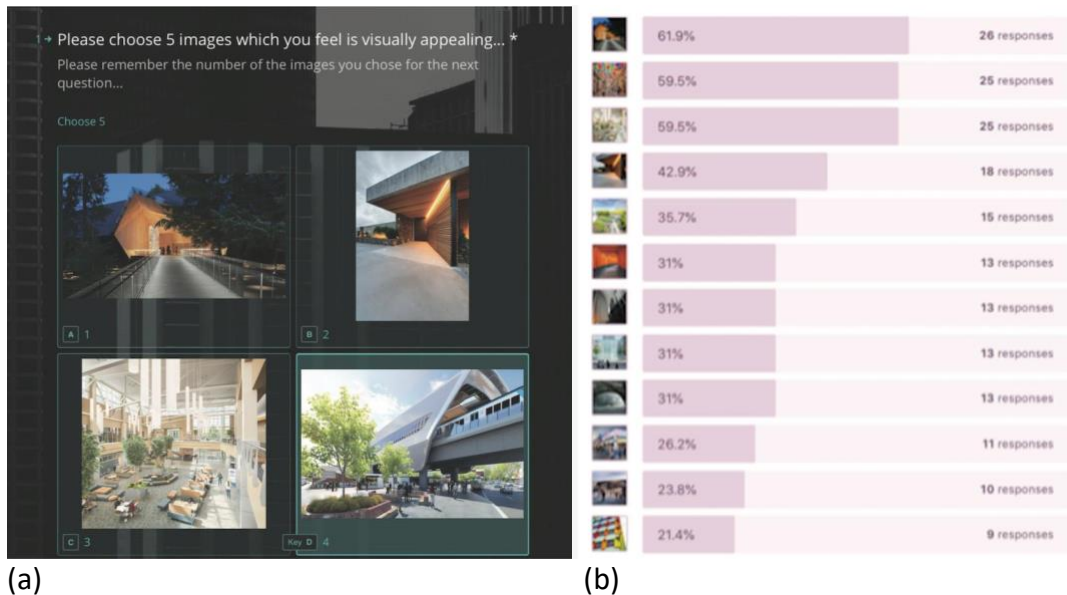 1 → Please choose 5 images which you feel is visually appealing... *
Please remember the number of the images you chose for the next
question...
Choose 5
A 1
B 2
C 3
Key D 4
(a)
61.9% 26 responses
59.5% 25 responses
59.5% 25 responses
42.9% 18 responses
35.7% 15 responses
31% 13 responses
31% 13 responses
31% 13 responses
31% 13 responses
26.2% 11 responses
23.8% 10 responses
21.4% 9 responses
(b)